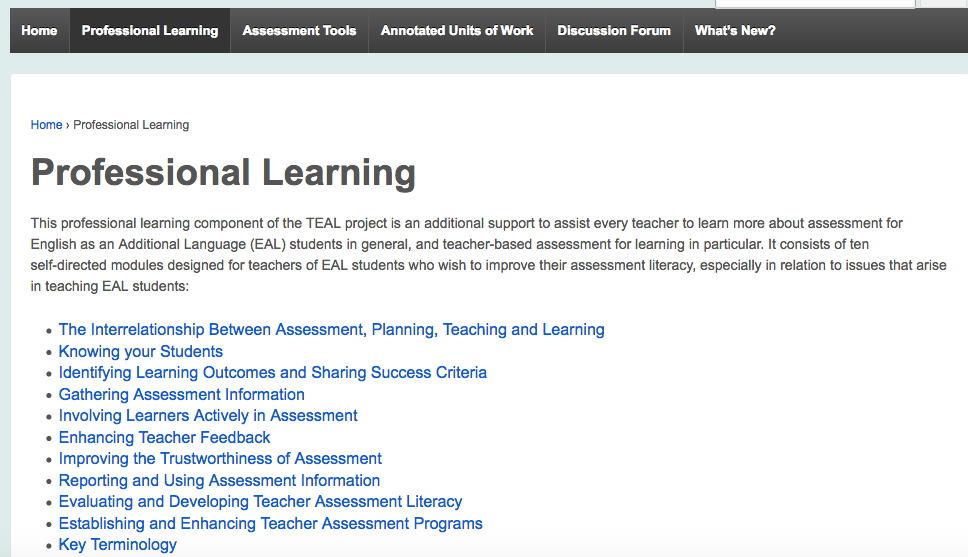 Home Professional Learning Assessment Tools Annotated Units of Work Discussion Forum What's New?
Home › Professional Learning
Professional Learning
This professional learning component of the TEAL project is an additional support to assist every teacher to learn more about assessment for
English as an Additional Language (EAL) students in general, and teacher-based assessment for learning in particular. It consists of ten
self-directed modules designed for teachers of EAL students who wish to improve their assessment literacy, especially in relation to issues that arise
in teaching EAL students:
• The Interrelationship Between Assessment, Planning, Teaching and Learning
• Knowing your Students
• Identifying Learning Outcomes and Sharing Success Criteria
• Gathering Assessment Information
• Involving Learners Actively in Assessment
• Enhancing Teacher Feedback
• Improving the Trustworthiness of Assessment
• Reporting and Using Assessment Information
• Evaluating and Developing Teacher Assessment Literacy
• Establishing and Enhancing Teacher Assessment Programs
• Key Terminology